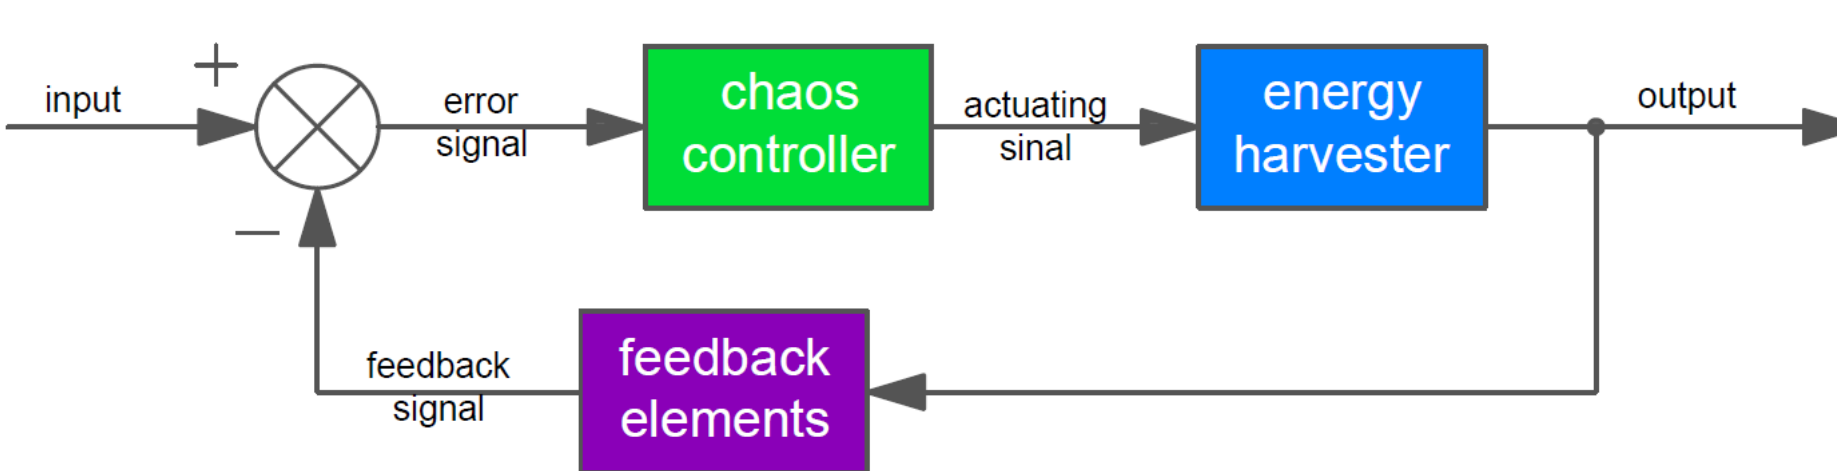 +
input
error
signal
chaos
controller
actuating
sinal
energy
harvester
output
−
feedback
signal
feedback
elements